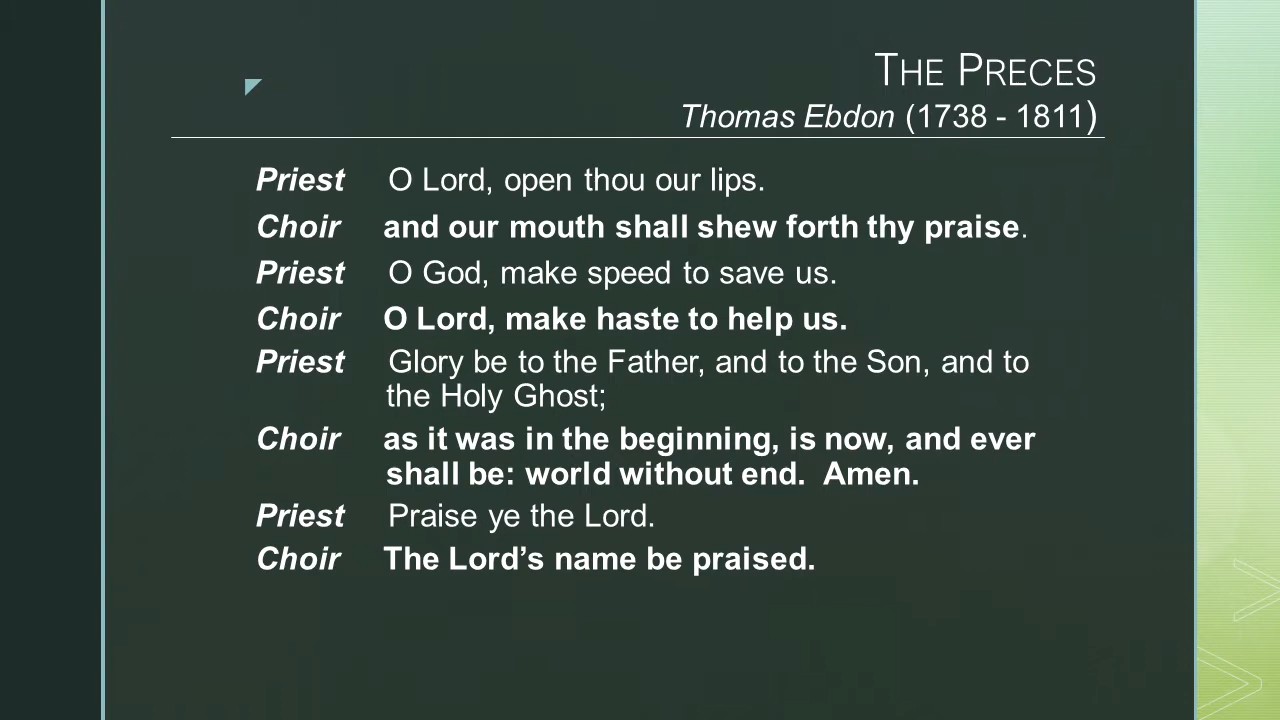 THE PRECES
Thomas Ebdon (1738 - 1811)
Priest O Lord, open thou our lips.
Choir and our mouth shall shew forth thy praise.
Priest O God, make speed to save us.
Choir O Lord, make haste to help us.
Priest Glory be to the Father, and to the Son, and to
the Holy Ghost;
Choir as it was in the beginning, is now, and ever
shall be: world without end.  Amen.
Priest Praise ye the Lord.
Choir The Lord’s name be praised.